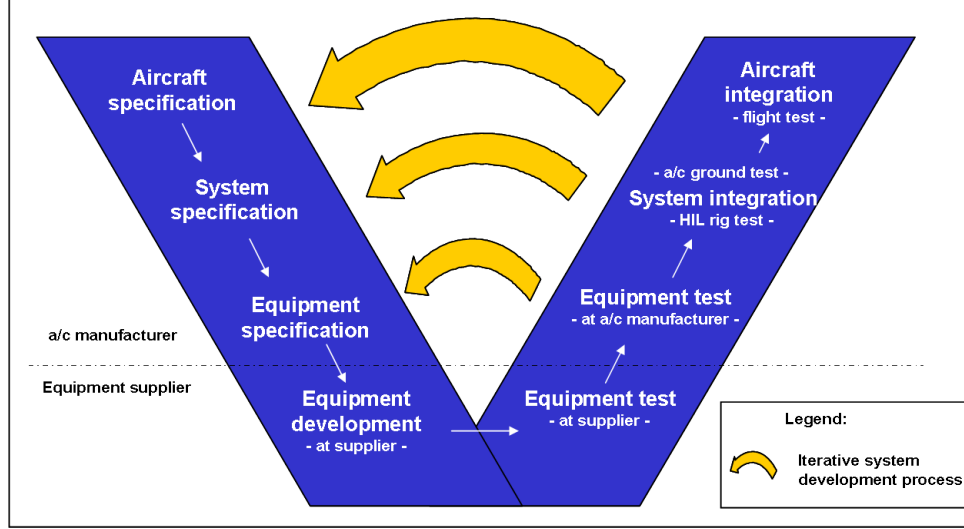 Aircraft
specification
System
specification
Equipment
specification
a/c manufacturer
Equipment supplier
Equipment
development
- at supplier -
Equipment test
- at supplier -
Equipment test
- at a/c manufacturer -
- a/c ground test -
System integration
- HIL rig test -
Aircraft
integration
- flight test -
Legend:
Iterative system
development process